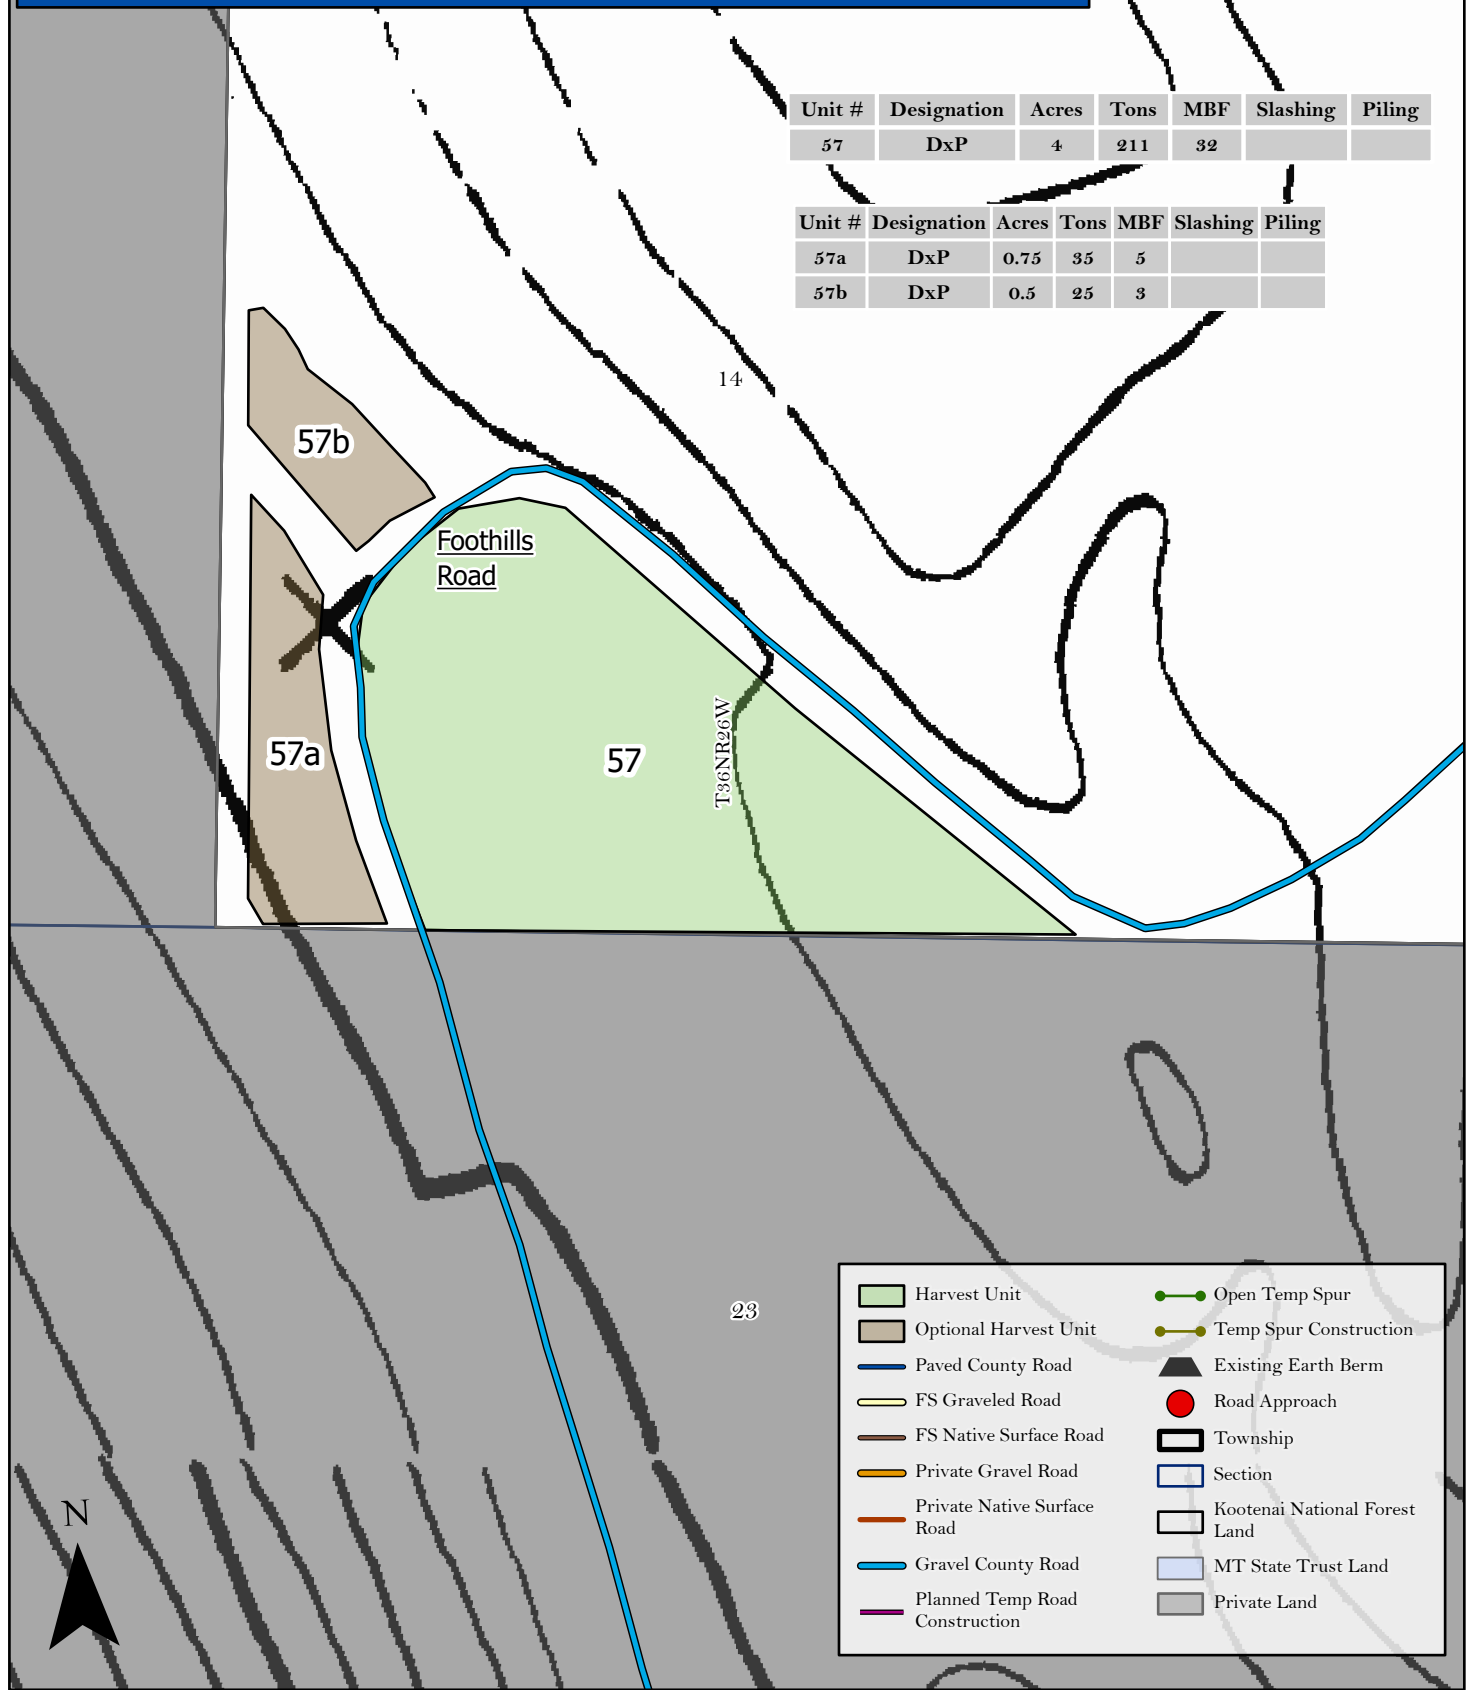 Unit # Designation Acres Tons MBF Slashing Piling
57 DxP 4 211 32
Unit # Designation Acres Tons MBF Slashing Piling
57a DxP 0.75 35 5
57b DxP 0.5 25 3
14
57b
Foothills
Road
57a
57
T36NR26W
23
N
Harvest Unit
Optional Harvest Unit
Paved County Road
FS Graveled Road
FS Native Surface Road
Private Gravel Road
Private Native Surface
Road
Gravel County Road
Planned Temp Road
Construction
Open Temp Spur
Temp Spur Construction
Existing Earth Berm
Road Approach
Township
Section
Kootenai National Forest
Land
MT State Trust Land
Private Land